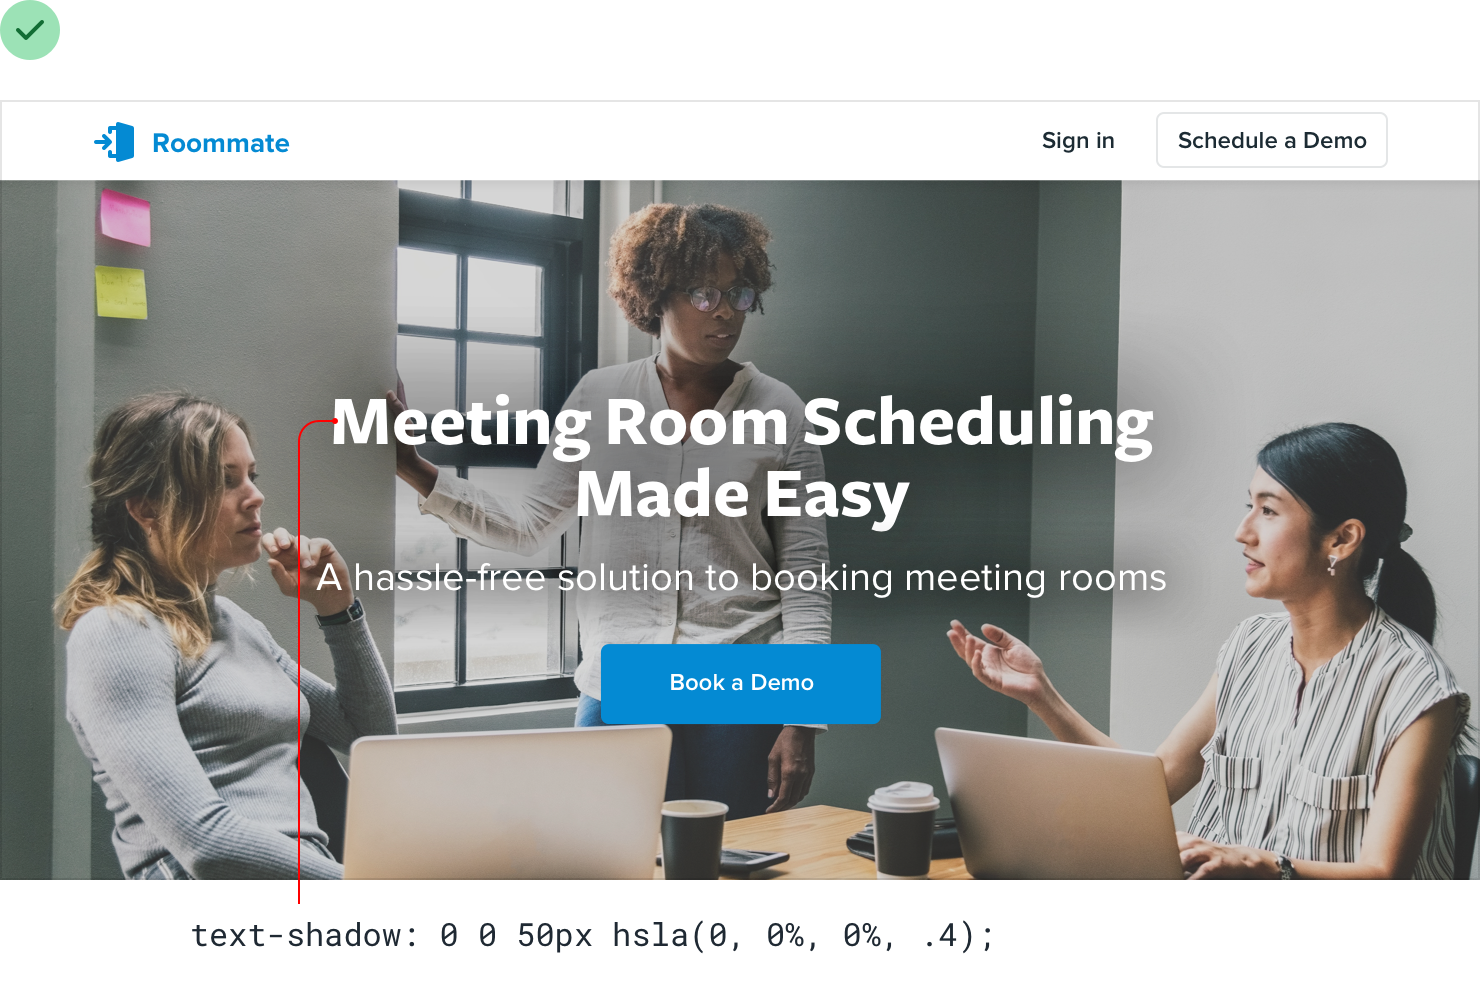 Roommate
Sign in
Schedule a Demo
Meeting Room Scheduling
Made Easy
A hassle-free solution to booking meeting rooms
Book a Demo
text-shadow: 0 0 50px hsla(0, 0%, 0%, .4);